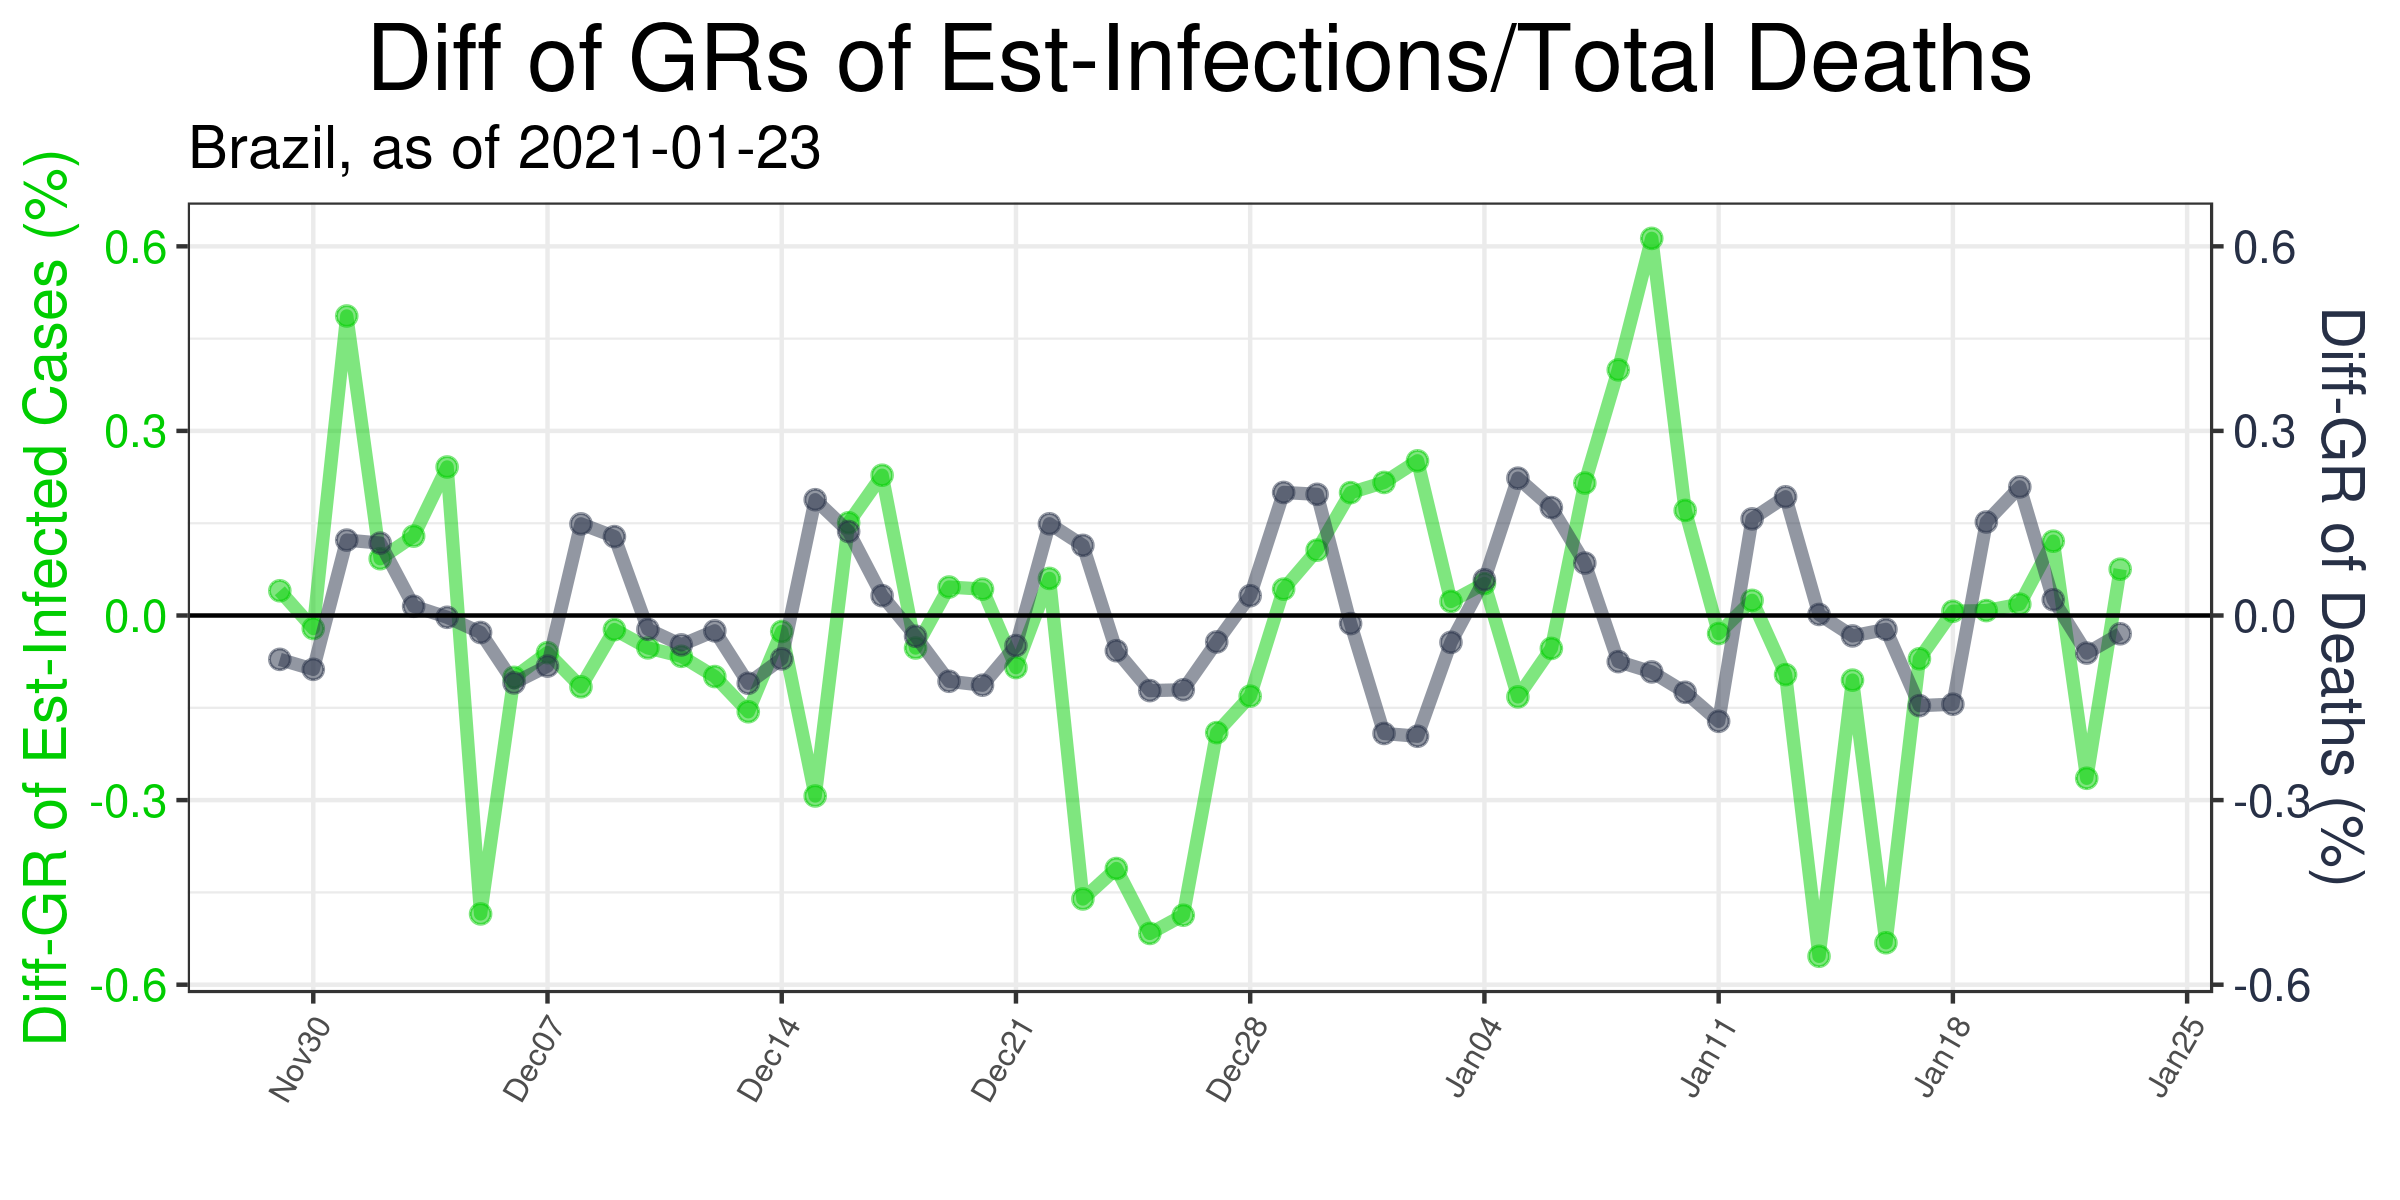 Diff of GRs of Est-Infections/Total Deaths
Brazil, as of 2021-01-23
Diff-GR of Est-Infected Cases (%)
0.6
0.3
0.0
-0.3
-0.6
0.6
0.3
0.0
-0.3
-0.6
Diff-GR of Deaths (%)
Nov30
Dec07
Dec14
Dec21
Dec28
Jan04
Jan11
Jan18
Jan25